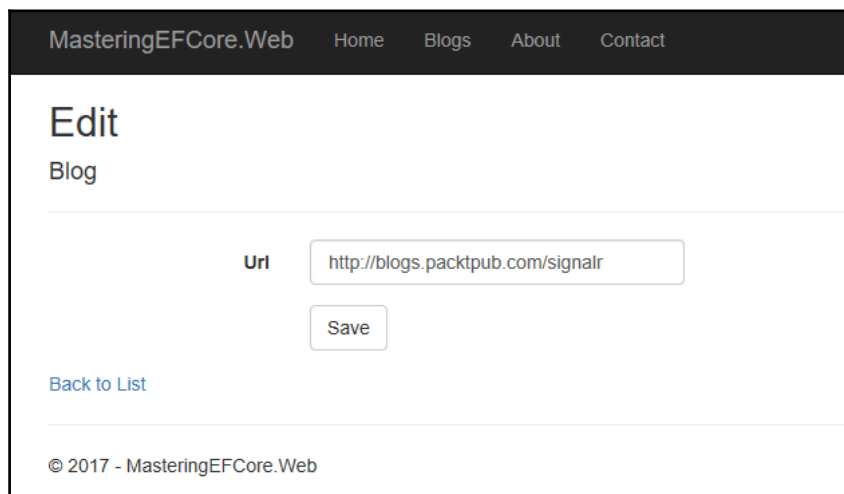 MasteringEFCore.Web Home Blogs About Contact
Edit
Blog
Url http://blogs.packtpub.com/signalr
Save
Back to List
© 2017 - MasteringEFCore.Web